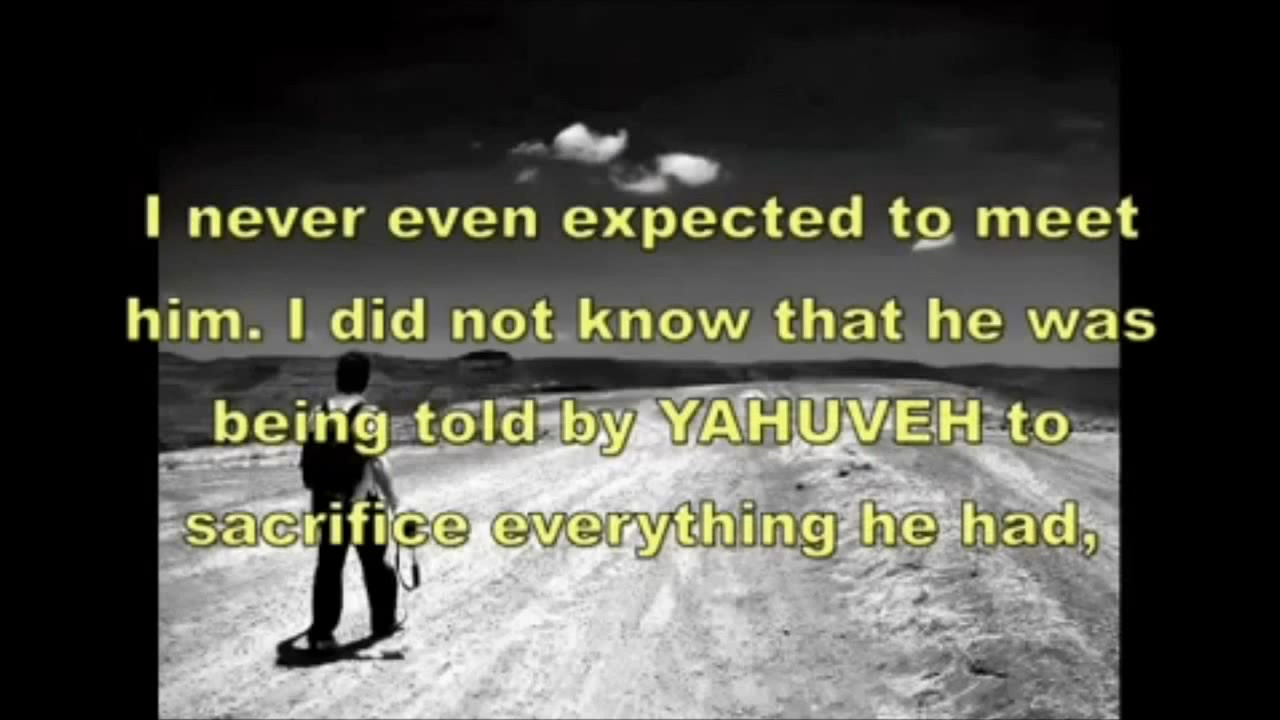 I never even expected to meet
him. I did not know that he was
being told by YAHUVEH to
sacrifice everything he had,